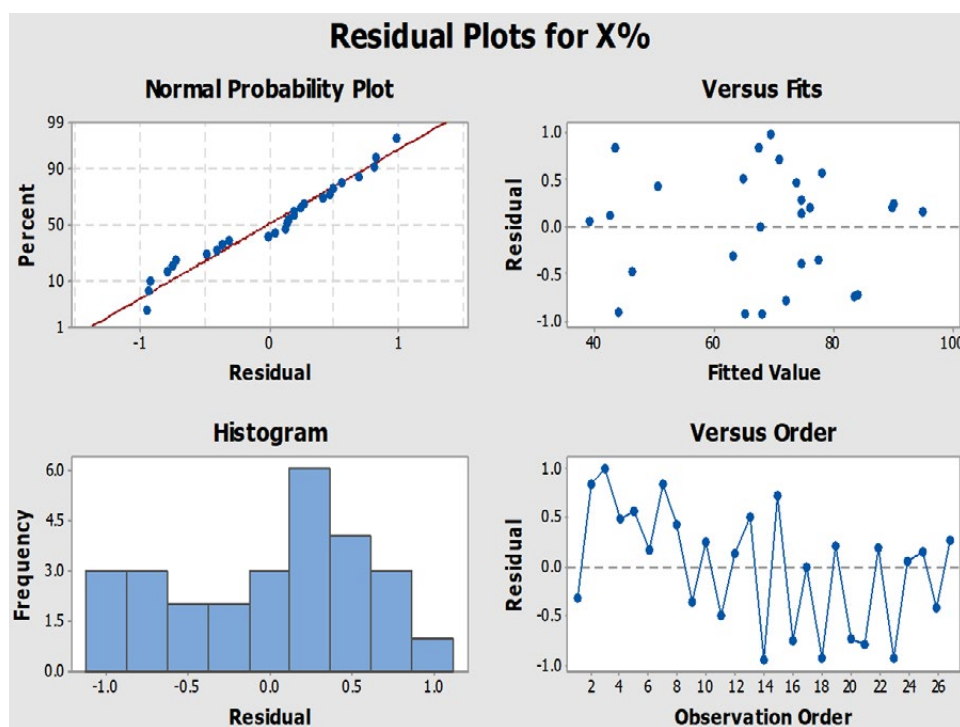 Residual Plots for X%
Normal Probability Plot
99
90
50
10
1
Percent
-1 0 1
Residual
Versus Fits
1.0
0.5
0.0
-0.5
-1.0
Residual
40 60 80 100
Fitted Value
Histogram
6.0
4.5
3.0
1.5
0.0
Frequency
-1.0 -0.5 0.0 0.5 1.0
Residual
Versus Order
1.0
0.5
0.0
-0.5
-1.0
Residual
2 4 6 8 10 12 14 16 18 20 22 24 26
Observation Order